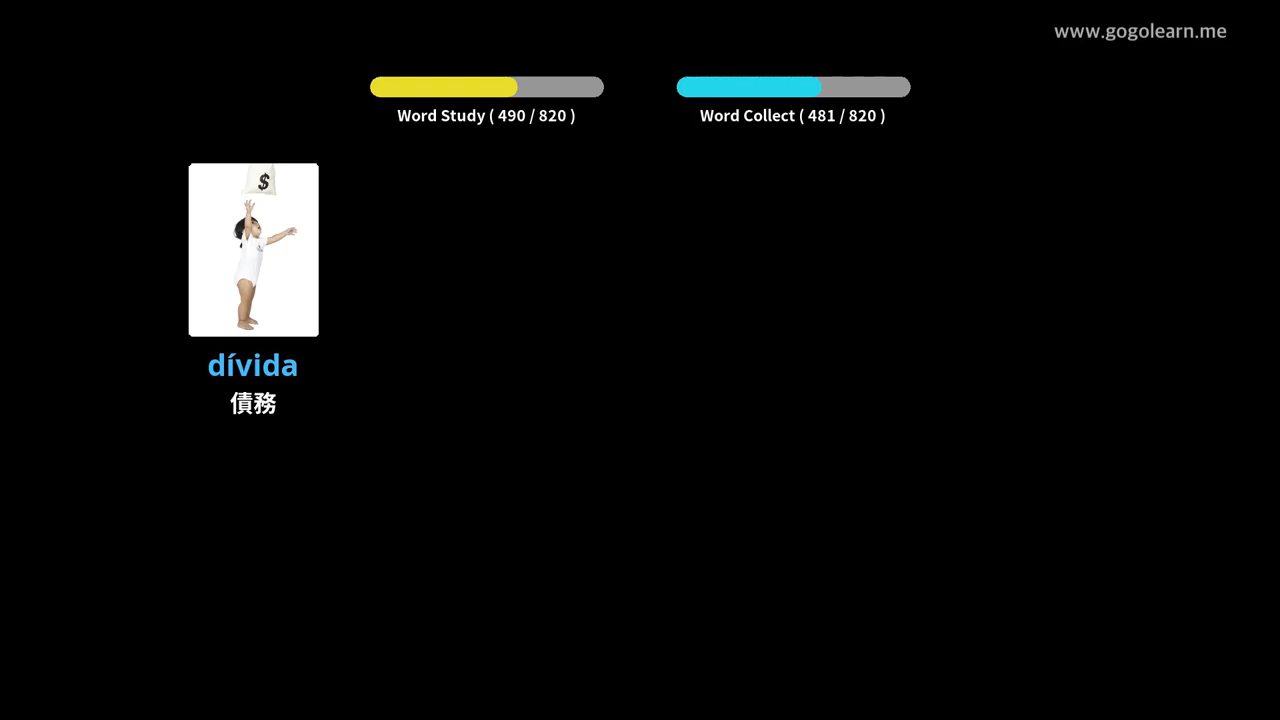 www.gogolearn.me
Word Study ( 490 / 820 )
Word Collect ( 481 / 820 )
$
dívida
債務